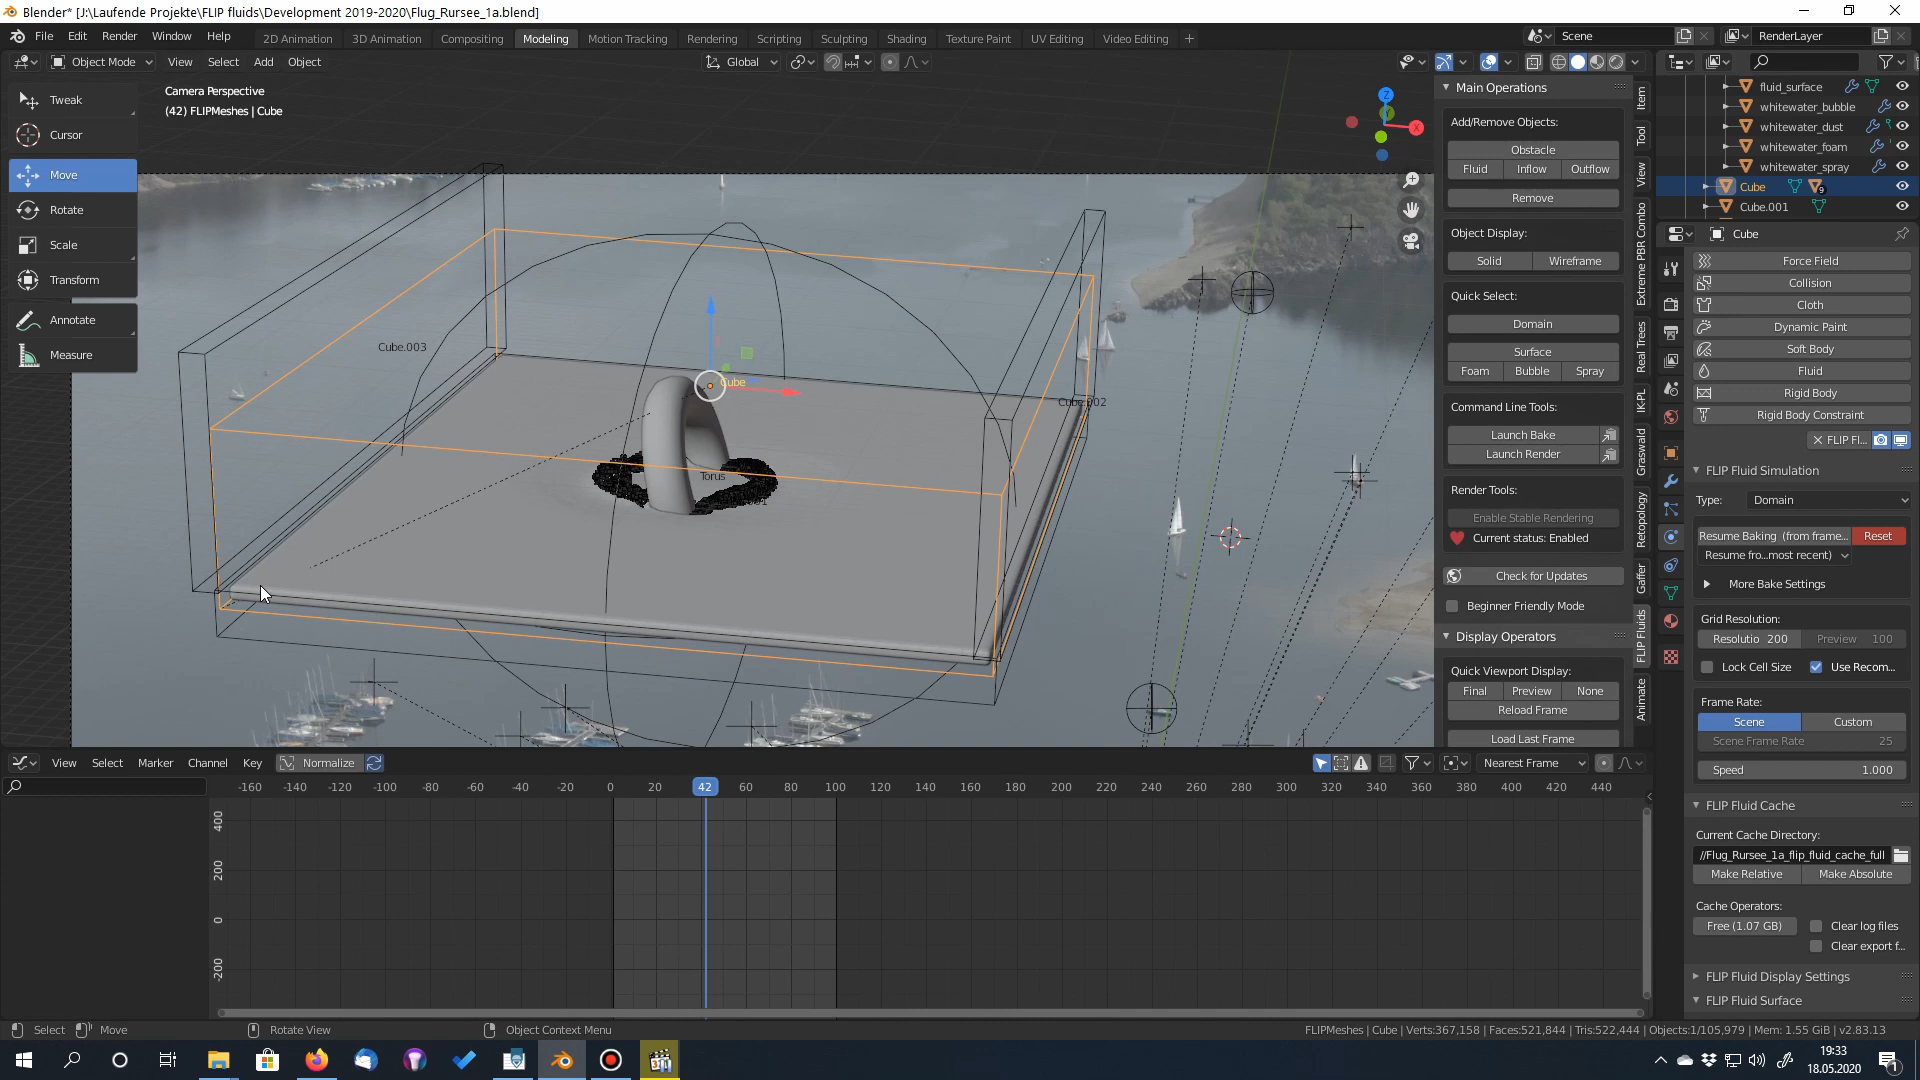 Blender* [J:\Laufende Projekte\FLIP fluids\Development 2019-2020\Flug_Rursee_1a.blend]
File Edit Render Window Help
2D Animation 3D Animation Compositing Modeling Motion Tracking Rendering Scripting Sculpting Shading Texture Paint UV Editing Video Editing
Scene
RenderLayer
Object Mode View Select Add Object
Global
Tweak
Cursor
Move
Rotate
Scale
Transform
Annotate
Measure
Camera Perspective
(42) FLIPMeshes | Cube
Z
X
Cube.003
Cube
Cube.002
Torus
Main Operations
Add/Remove Objects:
Obstacle
Fluid Inflow Outflow
Remove
Object Display:
Solid Wireframe
Quick Select:
Domain
Surface
Foam Bubble Spray
Command Line Tools:
Launch Bake
Launch Render
Render Tools:
Enable Stable Rendering
Current status: Enabled
Check for Updates
Beginner Friendly Mode
Display Operators
Quick Viewport Display:
Final Preview None
Reload Frame
Load Last Frame
Item
Tool
View
Extreme PBR Combo
Real Trees
IK-PL
Graswald
Retopology
Gaffer
FLIP Fluids
Animate
fluid_surface
whitewater_bubble
whitewater_dust
whitewater_foam
whitewater_spray
Cube 9
Cube.001
Cube
Force Field
Collision
Cloth
Dynamic Paint
Soft Body
Fluid
Rigid Body
Rigid Body Constraint
FLIP Fl...
FLIP Fluid Simulation
Type: Domain
Resume Baking (from frame... Reset
Resume fro...most recent)
More Bake Settings
Grid Resolution:
Resolutio 200 Preview 100
Lock Cell Size Use Recom...
Frame Rate:
Scene Custom
Scene Frame Rate 25
Speed 1.000
FLIP Fluid Cache
Current Cache Directory:
//Flug_Rursee_1a_flip_fluid_cache_full
Make Relative Make Absolute
Cache Operators:
Free (1.07 GB) Clear log files
Clear export f...
FLIP Fluid Display Settings
FLIP Fluid Surface
View Select Marker Channel Key Normalize
Nearest Frame
-160 -140 -120 -100 -80 -60 -40 -20 0 20 42 60 80 100 120 140 160 180 200 220 240 260 280 300 320 340 360 380 400 420 440
400
200
0
-200
Select Move Rotate View Object Context Menu
FLIPMeshes | Cube | Verts:367,158 | Faces:521,844 | Tris:522,444 | Objects:1/105,979 | Mem: 1.55 GiB | v2.83.13
19:33
18.05.2020
1